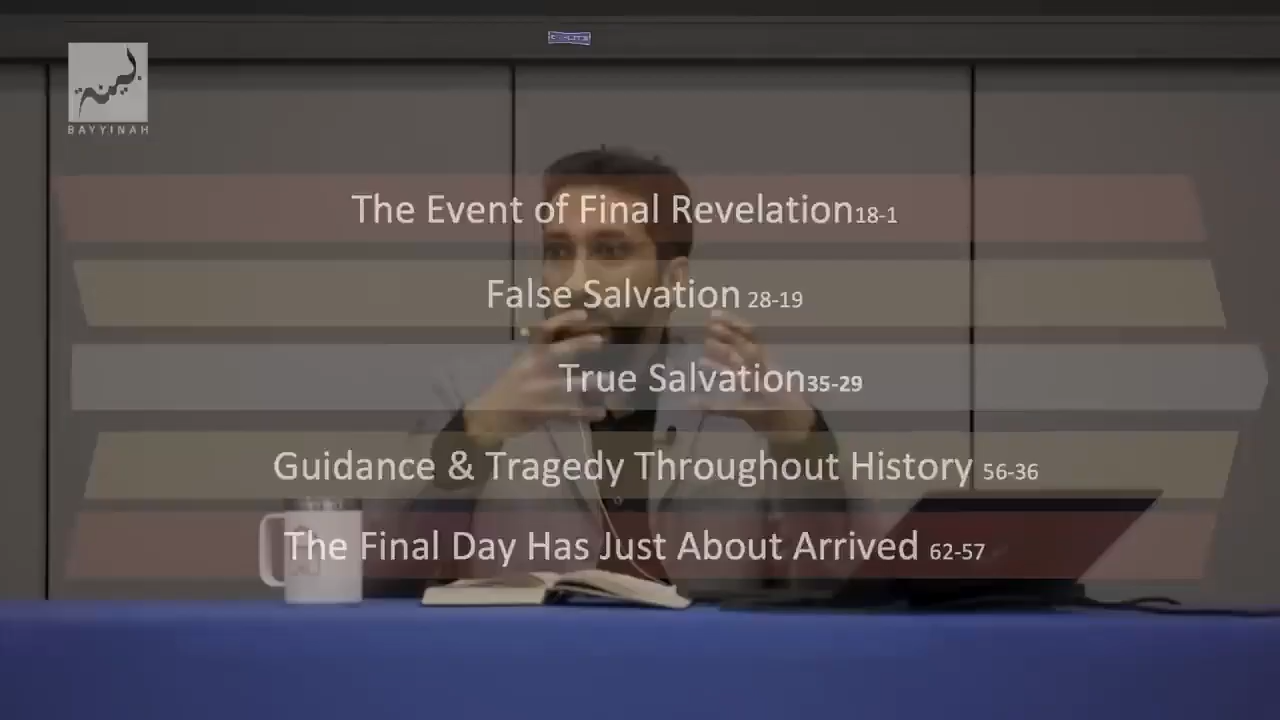 بينة
BAYYINAH
The Event of Final Revelation18-1
False Salvation 28-19
True Salvation35-29
Guidance & Tragedy Throughout History 56-36
The Final Day Has Just About Arrived 62-57